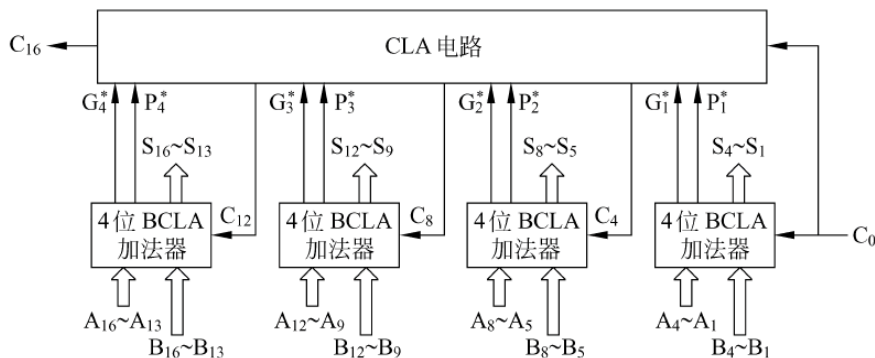 CLA 电路
C₁₆
G₄* P₄* G₃* P₃* G₂* P₂* G₁* P₁*
S₁₆~S₁₃ S₁₂~S₉ S₈~S₅ S₄~S₁
4 位 BCLA
加法器
C₁₂
4 位 BCLA
加法器
C₈
4 位 BCLA
加法器
C₄
4 位 BCLA
加法器
C₀
A₁₆~A₁₃ A₁₂~A₉ A₈~A₅ A₄~A₁
B₁₆~B₁₃ B₁₂~B₉ B₈~B₅ B₄~B₁